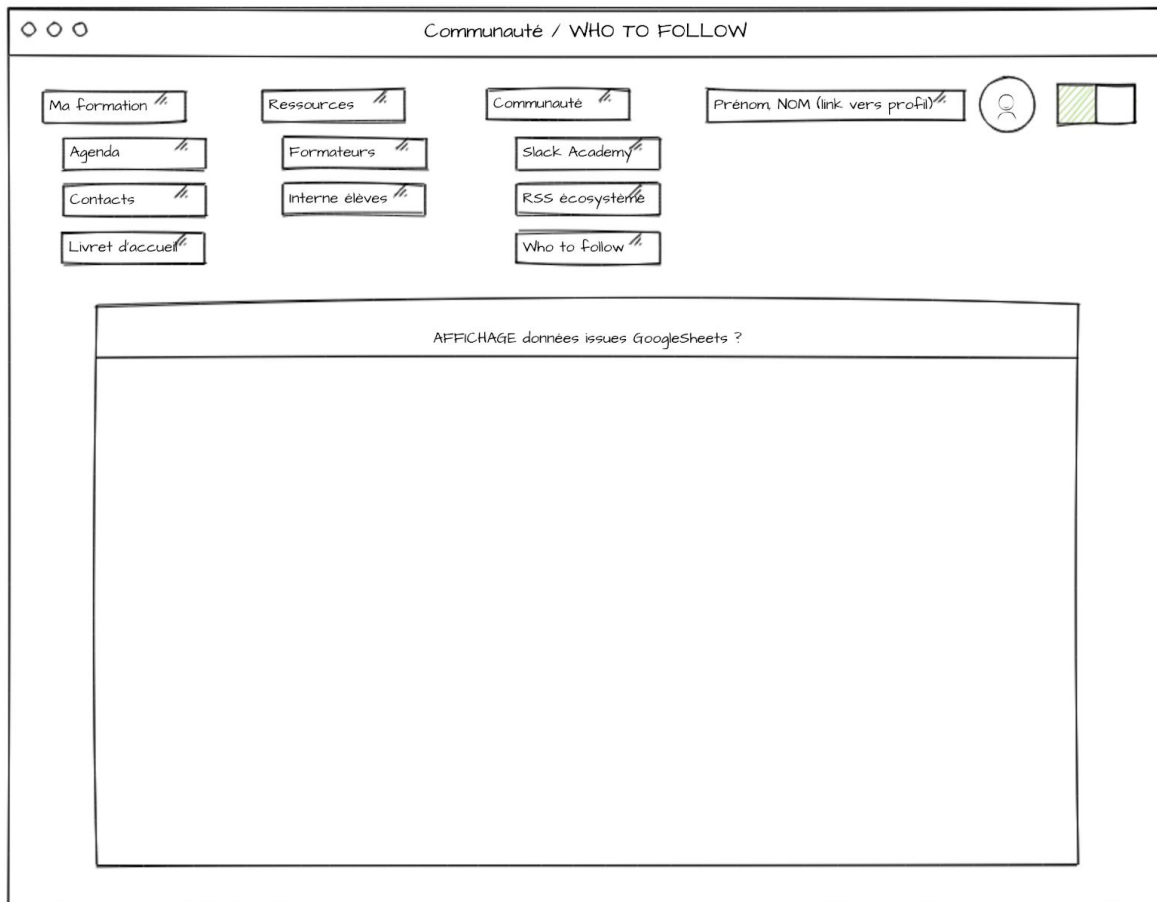 Communauté / WHO TO FOLLOW
Ma formation
Ressources
Communauté
Prénom NOM (link vers profil)
Agenda
Formateurs
Slack Academy
Contacts
Interne élèves
RSS écosystème
Livret d'accueil
Who to follow
AFFICHAGE données issues GoogleSheets ?